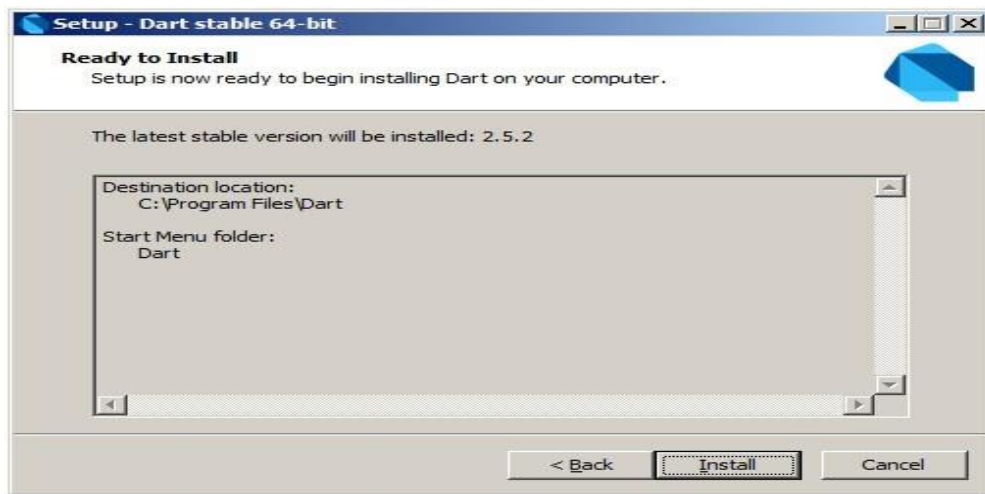 Setup - Dart stable 64-bit
Ready to Install
Setup is now ready to begin installing Dart on your computer.
The latest stable version will be installed: 2.5.2
Destination location:
C:\Program Files\Dart
Start Menu folder:
Dart
< Back Install Cancel